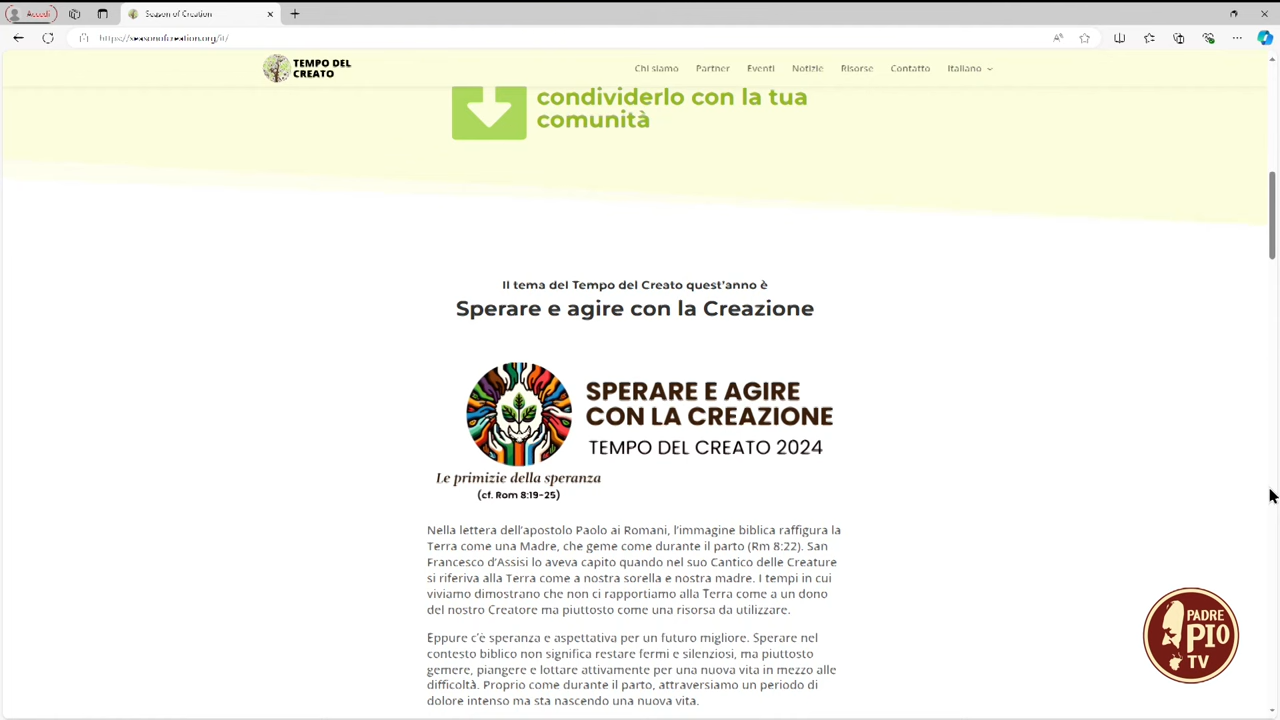 Accedi
Season of Creation
https://seasonofcreation.org/it/
TEMPO DEL
CREATO
Chi siamo
Partner
Eventi
Notizie
Risorse
Contatto
Italiano
condividerlo con la tua
comunità
Il tema del Tempo del Creato quest'anno è
Sperare e agire con la Creazione
SPERARE E AGIRE
CON LA CREAZIONE
TEMPO DEL CREATO 2024
Le primizie della speranza
(cf. Rom 8:19-25)
Nella lettera dell'apostolo Paolo ai Romani, l'immagine biblica raffigura la
Terra come una Madre, che geme come durante il parto (Rm 8:22). San
Francesco d'Assisi lo aveva capito quando nel suo Cantico delle Creature
si riferiva alla Terra come a nostra sorella e nostra madre. I tempi in cui
viviamo dimostrano che non ci rapportiamo alla Terra come a un dono
del nostro Creatore ma piuttosto come una risorsa da utilizzare.
Eppure c'è speranza e aspettativa per un futuro migliore. Sperare nel
contesto biblico non significa restare fermi e silenziosi, ma piuttosto
gemere, piangere e lottare attivamente per una nuova vita in mezzo alle
difficoltà. Proprio come durante il parto, attraversiamo un periodo di
dolore intenso ma sta nascendo una nuova vita.
PADRE
PIO
TV